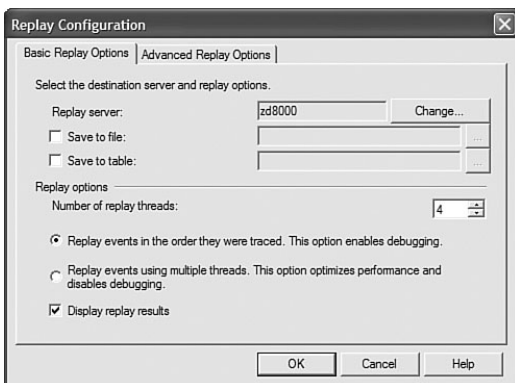 Replay Configuration
Basic Replay Options Advanced Replay Options
Select the destination server and replay options.
Replay server: zd8000 Change...
Save to file: ...
Save to table: ...
Replay options
Number of replay threads: 4
Replay events in the order they were traced. This option enables debugging.
Replay events using multiple threads. This option optimizes performance and
disables debugging.
Display replay results
OK Cancel Help